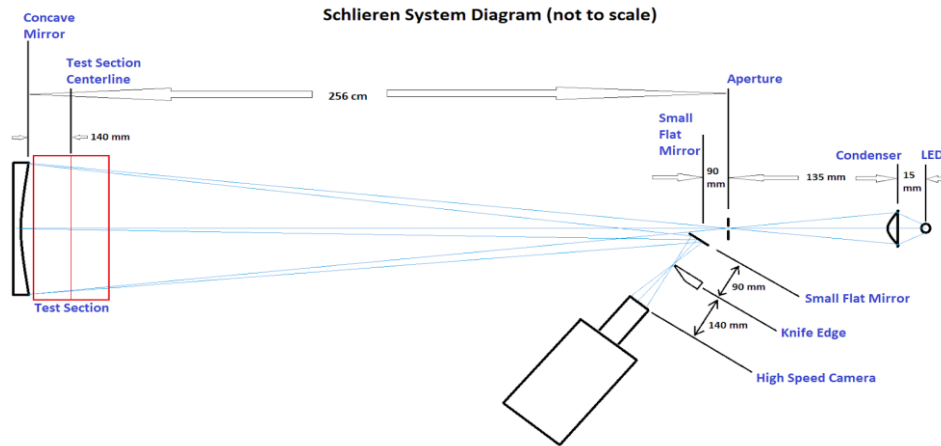 Schlieren System Diagram (not to scale)
Concave
Mirror
Test Section
Centerline
Aperture
256 cm
Small
Flat
Mirror
140 mm
Condenser
LED
90
mm
135 mm
15
mm
Test Section
90 mm
Small Flat Mirror
140 mm
Knife Edge
High Speed Camera